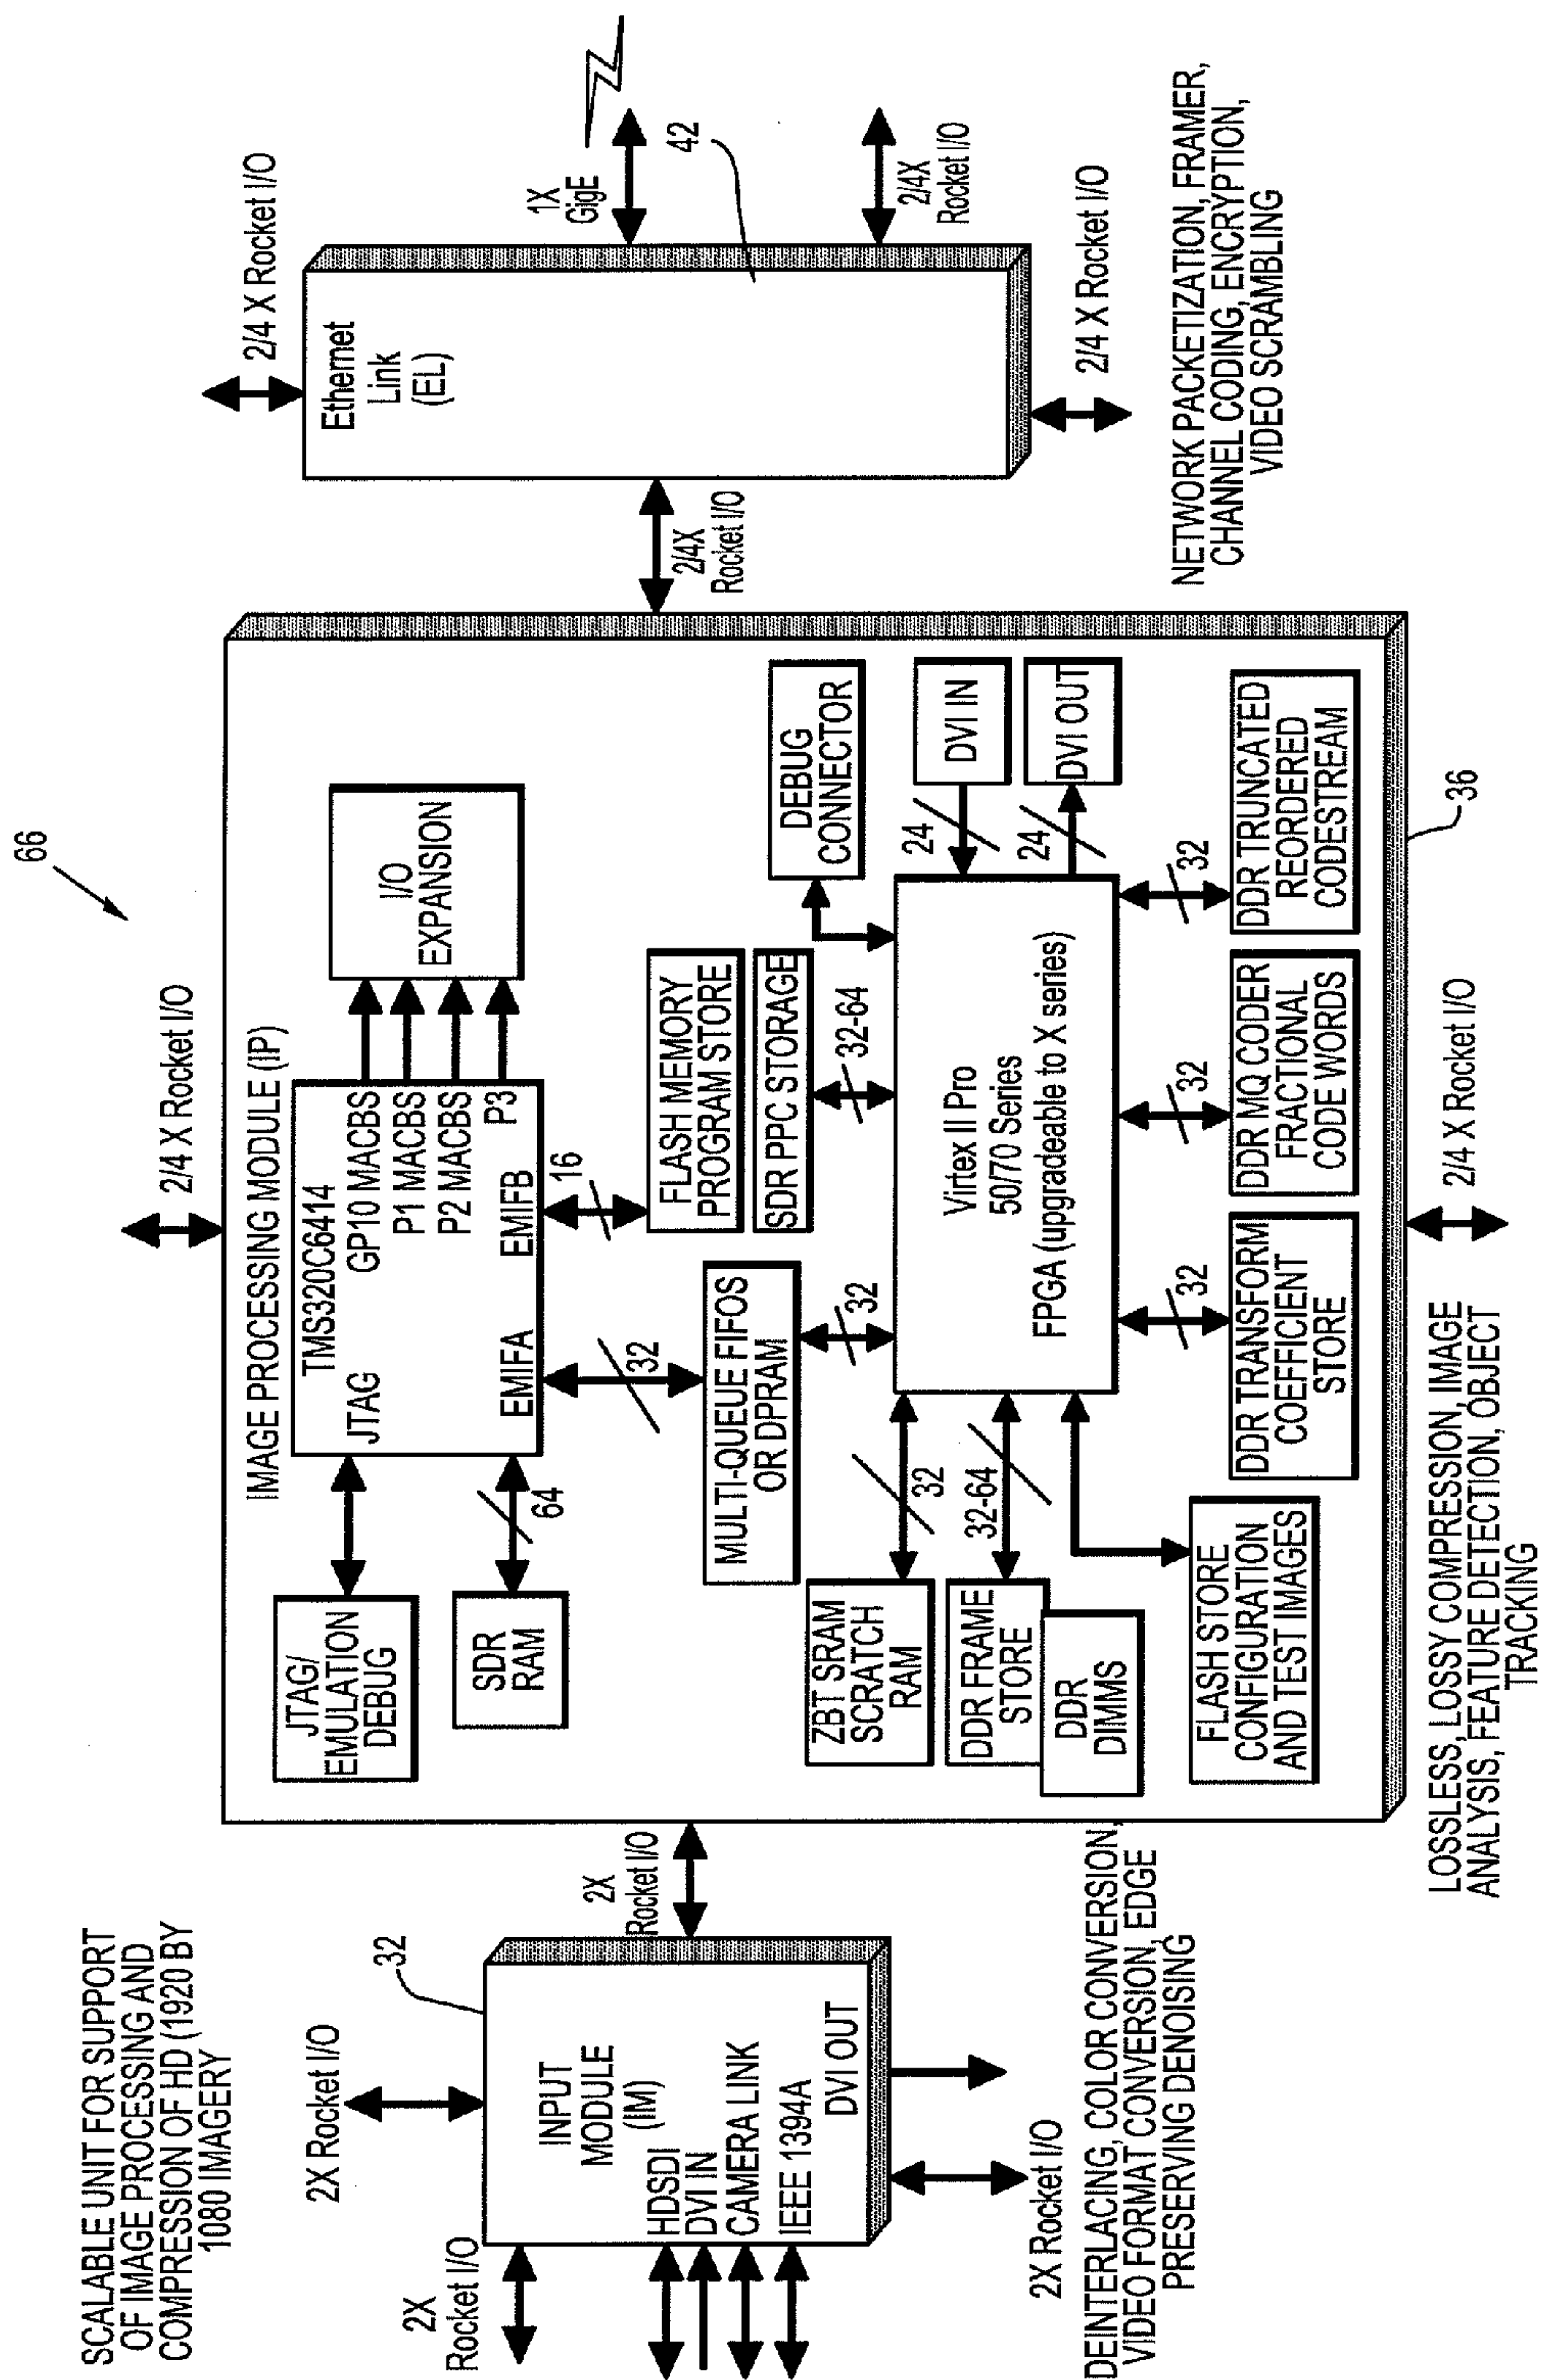 66
SCALABLE UNIT FOR SUPPORT
OF IMAGE PROCESSING AND
COMPRESSION OF HD (1920 BY
1080 IMAGERY
2X Rocket I/O
32
2X
Rocket I/O
INPUT
MODULE
(IM)
HDSDI
DVI IN
CAMERA LINK
IEEE 1394A
DVI OUT
2X Rocket I/O
DEINTERLACING, COLOR CONVERSION,
VIDEO FORMAT CONVERSION, EDGE
PRESERVING DENOISING
2X
Rocket I/O
2/4 X Rocket I/O
IMAGE PROCESSING MODULE (IP)
TMS320C6414
JTAG
GP10 MACBS
P1 MACBS
P2 MACBS
P3
EMIFA
EMIFB
I/O
EXPANSION
JTAG/
EMULATION
DEBUG
SDR
RAM
64
32
16
MULTI-QUEUE FIFOS
OR DPRAM
FLASH MEMORY
PROGRAM STORE
SDR PPC STORAGE
DEBUG
CONNECTOR
32
32-64
ZBT SRAM
SCRATCH
RAM
32
DDR FRAME
STORE
32-64
DDR
DIMMS
Virtex II Pro
50/70 Series
FPGA (upgradeable to X series)
24
DVI IN
24
DVI OUT
FLASH STORE
CONFIGURATION
AND TEST IMAGES
32
DDR TRANSFORM
COEFFICIENT
STORE
32
DDR MQ CODER
FRACTIONAL
CODE WORDS
32
DDR TRUNCATED
REORDERED
CODESTREAM
36
2/4 X Rocket I/O
LOSSLESS, LOSSY COMPRESSION, IMAGE
ANALYSIS, FEATURE DETECTION, OBJECT
TRACKING
2/4X
Rocket I/O
2/4 X Rocket I/O
Ethernet
Link
(EL)
1X
GigE
42
2/4X
Rocket I/O
2/4 X Rocket I/O
NETWORK PACKETIZATION, FRAMER,
CHANNEL CODING, ENCRYPTION,
VIDEO SCRAMBLING